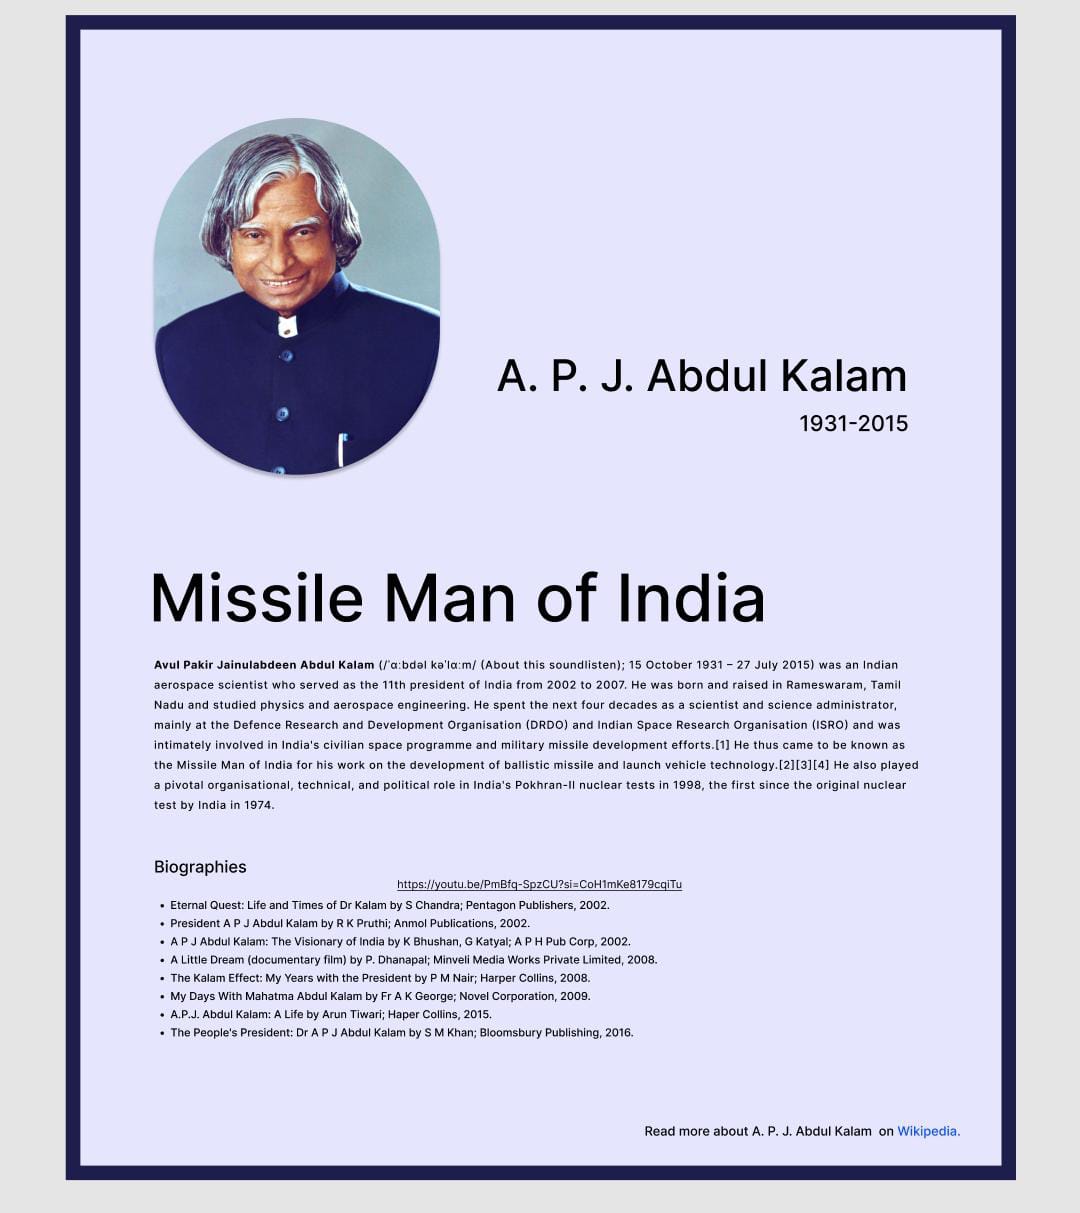 A. P. J. Abdul Kalam
1931-2015
Missile Man of India
Avul Pakir Jainulabdeen Abdul Kalam (/ˈɑːbdəl kəˈlɑːm/ (About this soundlisten); 15 October 1931 – 27 July 2015) was an Indian
aerospace scientist who served as the 11th president of India from 2002 to 2007. He was born and raised in Rameswaram, Tamil
Nadu and studied physics and aerospace engineering. He spent the next four decades as a scientist and science administrator,
mainly at the Defence Research and Development Organisation (DRDO) and Indian Space Research Organisation (ISRO) and was
intimately involved in India's civilian space programme and military missile development efforts.[1] He thus came to be known as
the Missile Man of India for his work on the development of ballistic missile and launch vehicle technology.[2][3][4] He also played
a pivotal organisational, technical, and political role in India's Pokhran-II nuclear tests in 1998, the first since the original nuclear
test by India in 1974.
Biographies
https://youtu.be/PmBfq-SpzCU?si=CoH1mKe8179cqiTu
• Eternal Quest: Life and Times of Dr Kalam by S Chandra; Pentagon Publishers, 2002.
• President A P J Abdul Kalam by R K Pruthi; Anmol Publications, 2002.
• A P J Abdul Kalam: The Visionary of India by K Bhushan, G Katyal; A P H Pub Corp, 2002.
• A Little Dream (documentary film) by P. Dhanapal; Minveli Media Works Private Limited, 2008.
• The Kalam Effect: My Years with the President by P M Nair; Harper Collins, 2008.
• My Days With Mahatma Abdul Kalam by Fr A K George; Novel Corporation, 2009.
• A.P.J. Abdul Kalam: A Life by Arun Tiwari; Haper Collins, 2015.
• The People's President: Dr A P J Abdul Kalam by S M Khan; Bloomsbury Publishing, 2016.
Read more about A. P. J. Abdul Kalam on Wikipedia.